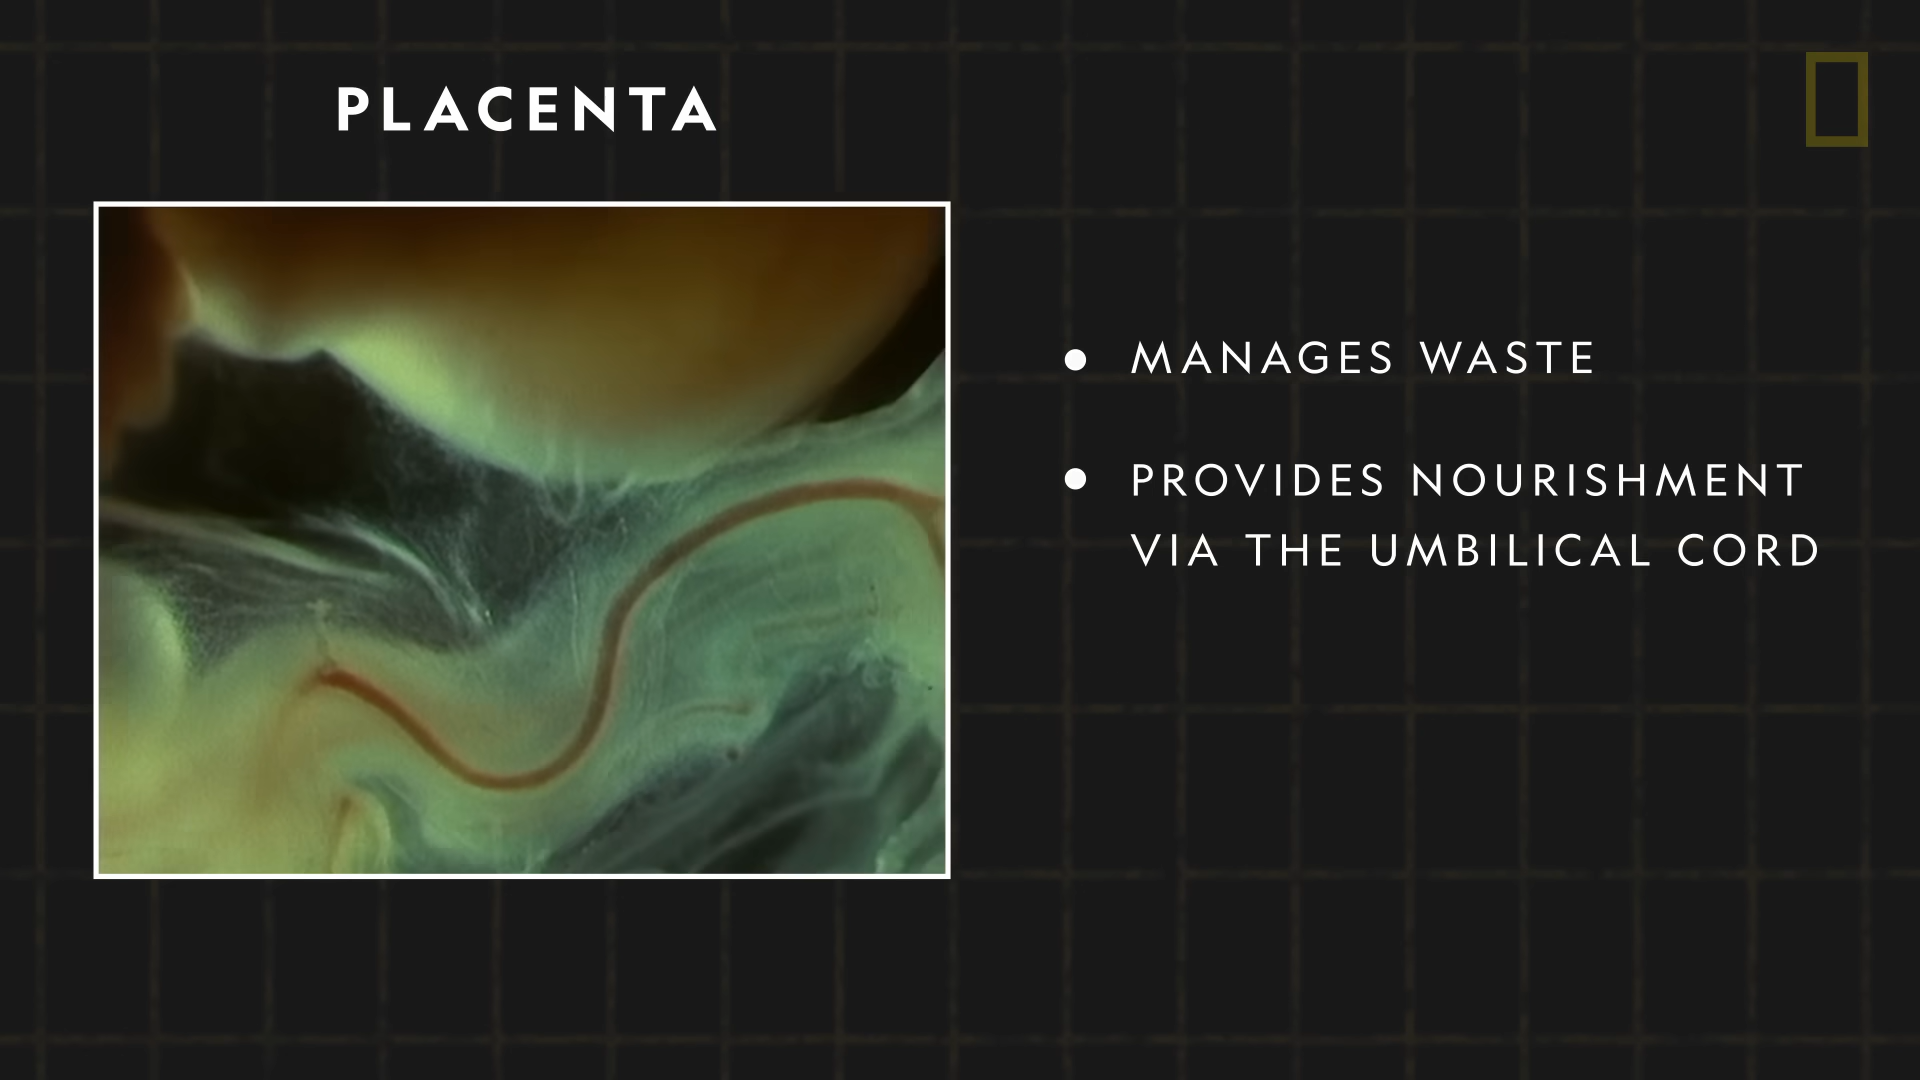 PLACENTA
● MANAGES WASTE
● PROVIDES NOURISHMENT
VIA THE UMBILICAL CORD